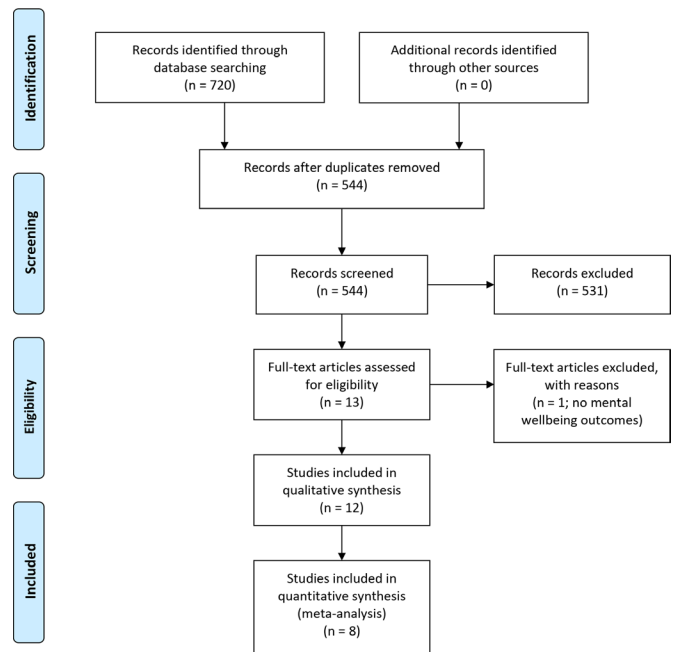 Identification
Records identified through
database searching
(n = 720)
Additional records identified
through other sources
(n = 0)
Records after duplicates removed
(n = 544)
Screening
Records screened
(n = 544)
Records excluded
(n = 531)
Eligibility
Full-text articles assessed
for eligibility
(n = 13)
Full-text articles excluded,
with reasons
(n = 1; no mental
wellbeing outcomes)
Studies included in
qualitative synthesis
(n = 12)
Included
Studies included in
quantitative synthesis
(meta-analysis)
(n = 8)